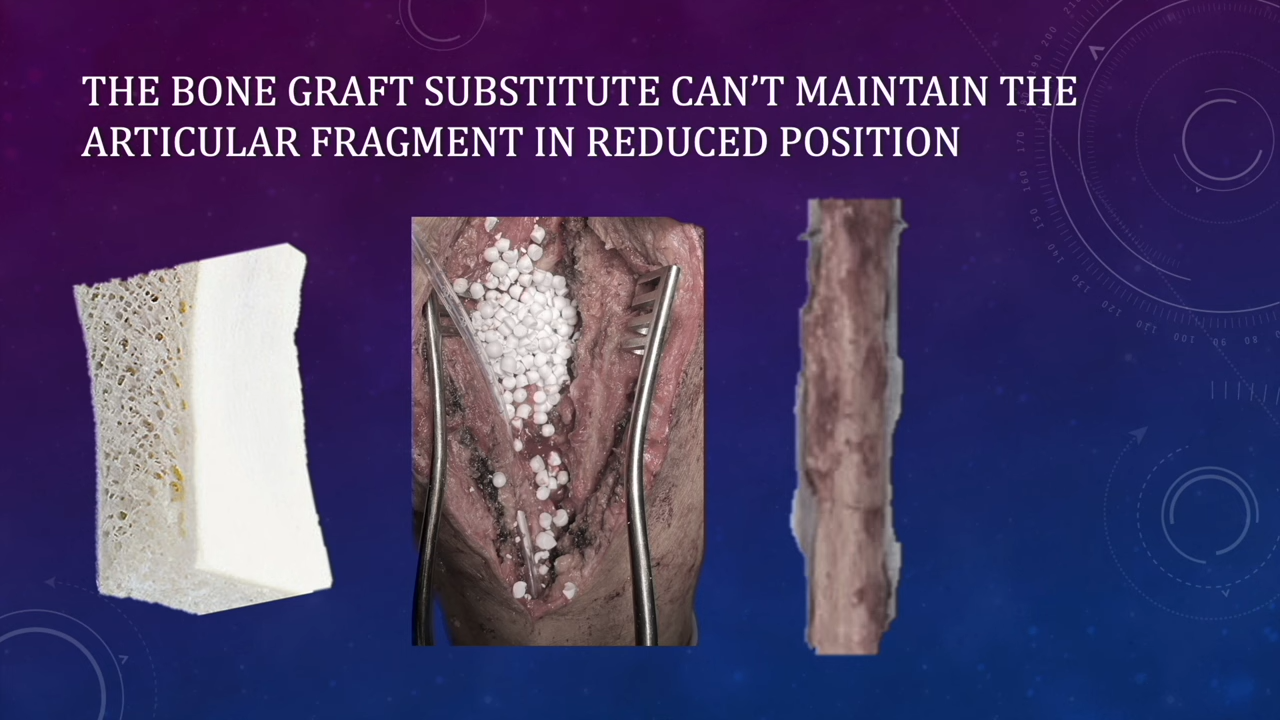 THE BONE GRAFT SUBSTITUTE CAN'T MAINTAIN THE
ARTICULAR FRAGMENT IN REDUCED POSITION